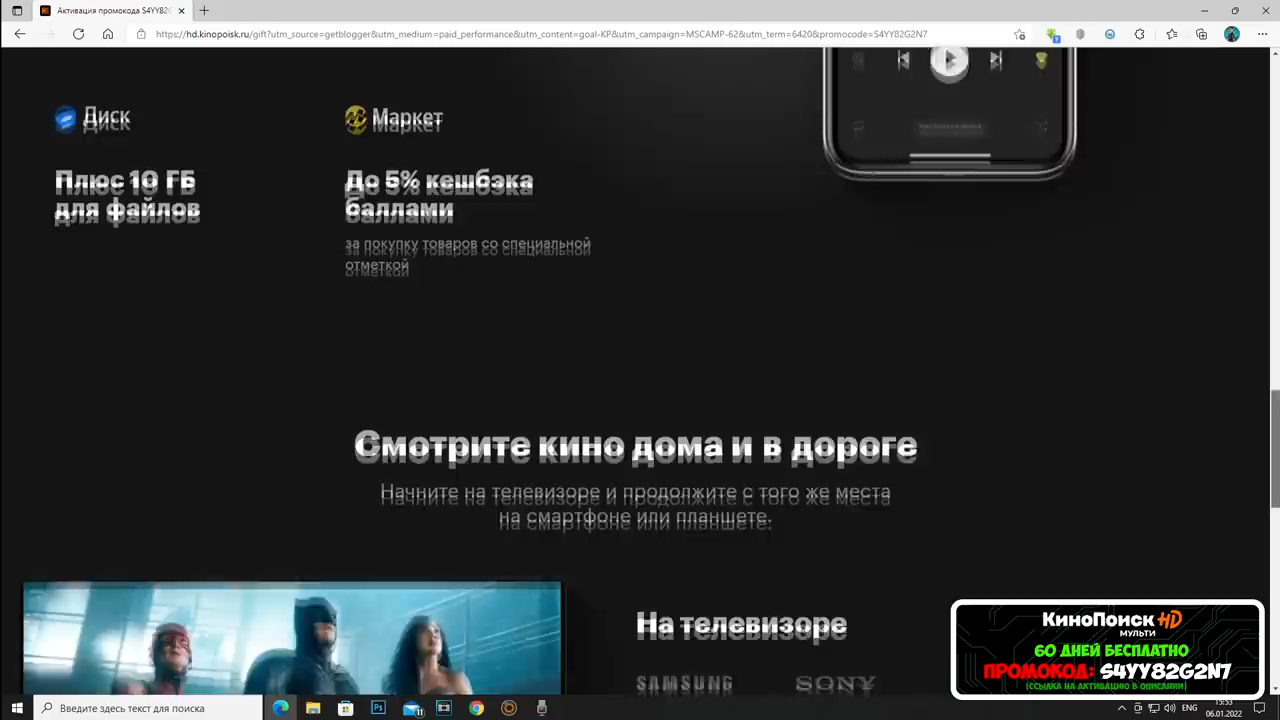 Активация промокода S4YY82G
https://hd.kinopoisk.ru/gift?utm_source=getblogger&utm_medium=paid_performance&utm_content=goal-KP&utm_campaign=MSCAMP-62&utm_term=6420&promocode=S4YY82G2N7
Диск
Маркет
Плюс 10 ГБ
для файлов
До 5% кешбэка
баллами
за покупку товаров со специальной
отметкой
Смотрите кино дома и в дороге
Начните на телевизоре и продолжите с того же места
на смартфоне или планшете.
На телевизоре
SAMSUNG
SONY
КиноПоиск HD
МУЛЬТИ
60 ДНЕЙ БЕСПЛАТНО
ПРОМОКОД: S4YY82G2N7
(ССЫЛКА НА АКТИВАЦИЮ В ОПИСАНИИ)
Введите здесь текст для поиска
11
ENG
15:53
06.01.2022